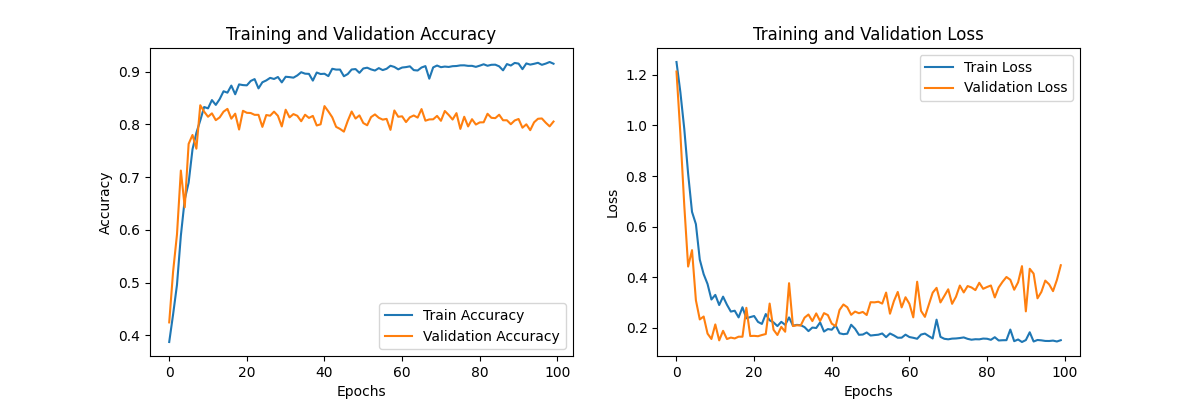 Training and Validation Accuracy
Accuracy
0.9
0.8
0.7
0.6
0.5
0.4
0 20 40 60 80 100
Epochs
Train Accuracy
Validation Accuracy
Training and Validation Loss
Loss
1.2
1.0
0.8
0.6
0.4
0.2
0 20 40 60 80 100
Epochs
Train Loss
Validation Loss